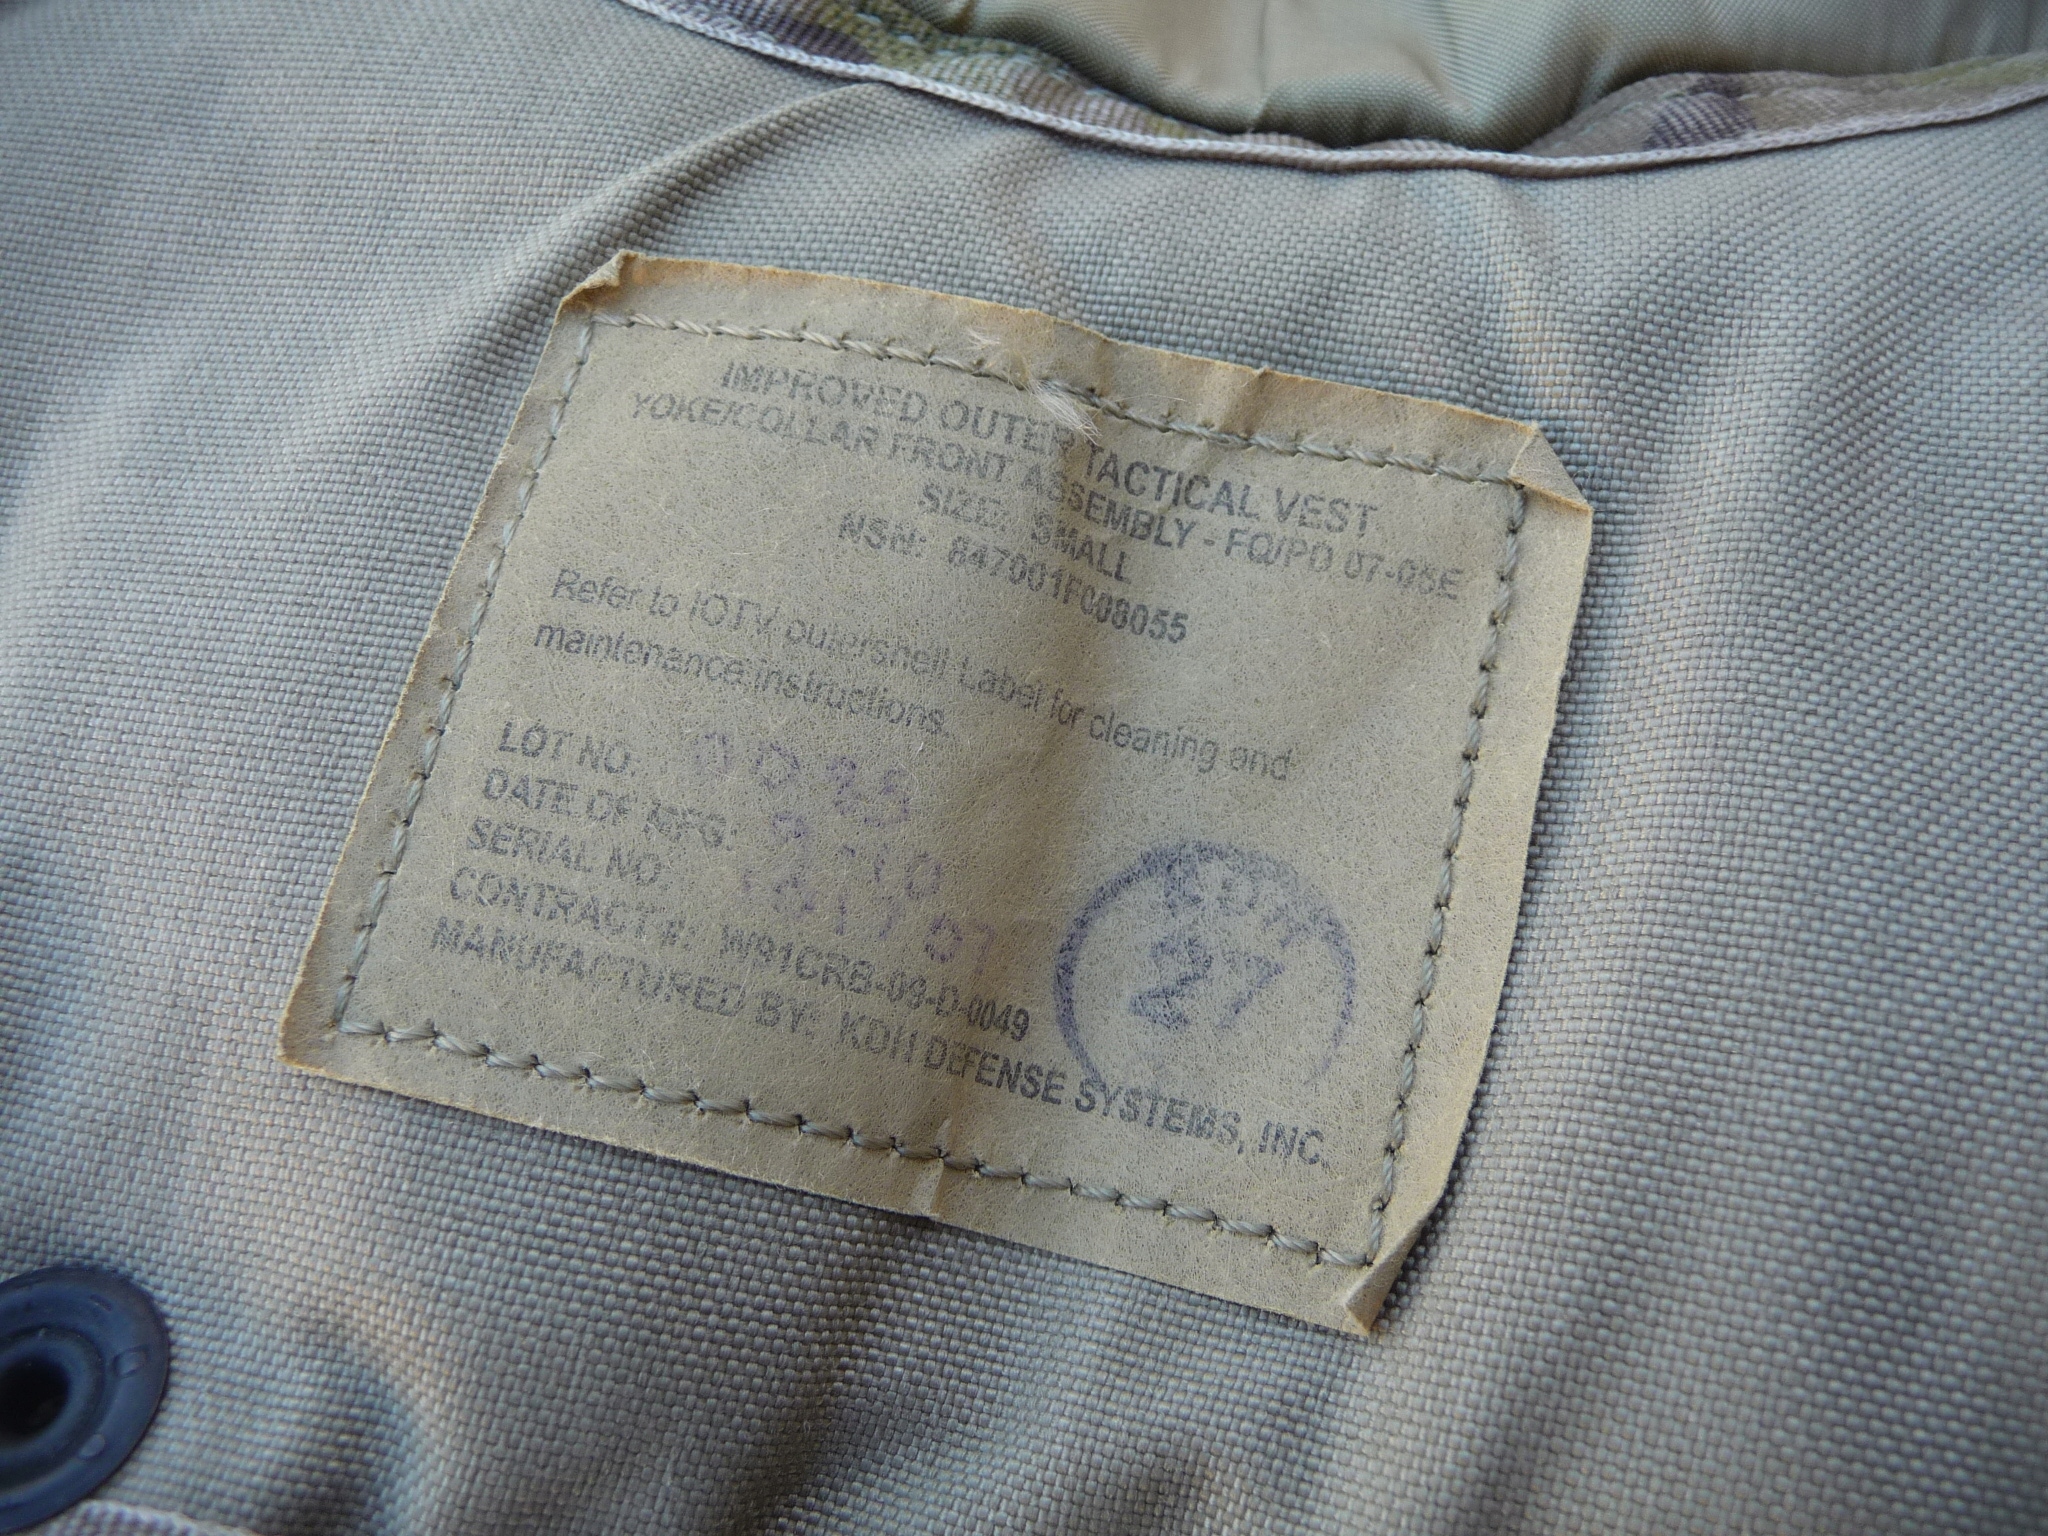 IMPROVED OUTER TACTICAL VEST
YOKE/COLLAR FRONT ASSEMBLY - FQ/PD 07-05E
SIZE: SMALL
NSN: 847001F008055
Refer to IOTV outershell Label for cleaning and
maintenance instructions.
LOT NO:
DATE OF MFG:
SERIAL NO:
CONTRACT #: W91CRB-09-D-0049
MANUFACTURED BY: KDH DEFENSE SYSTEMS, INC.
KDH
27